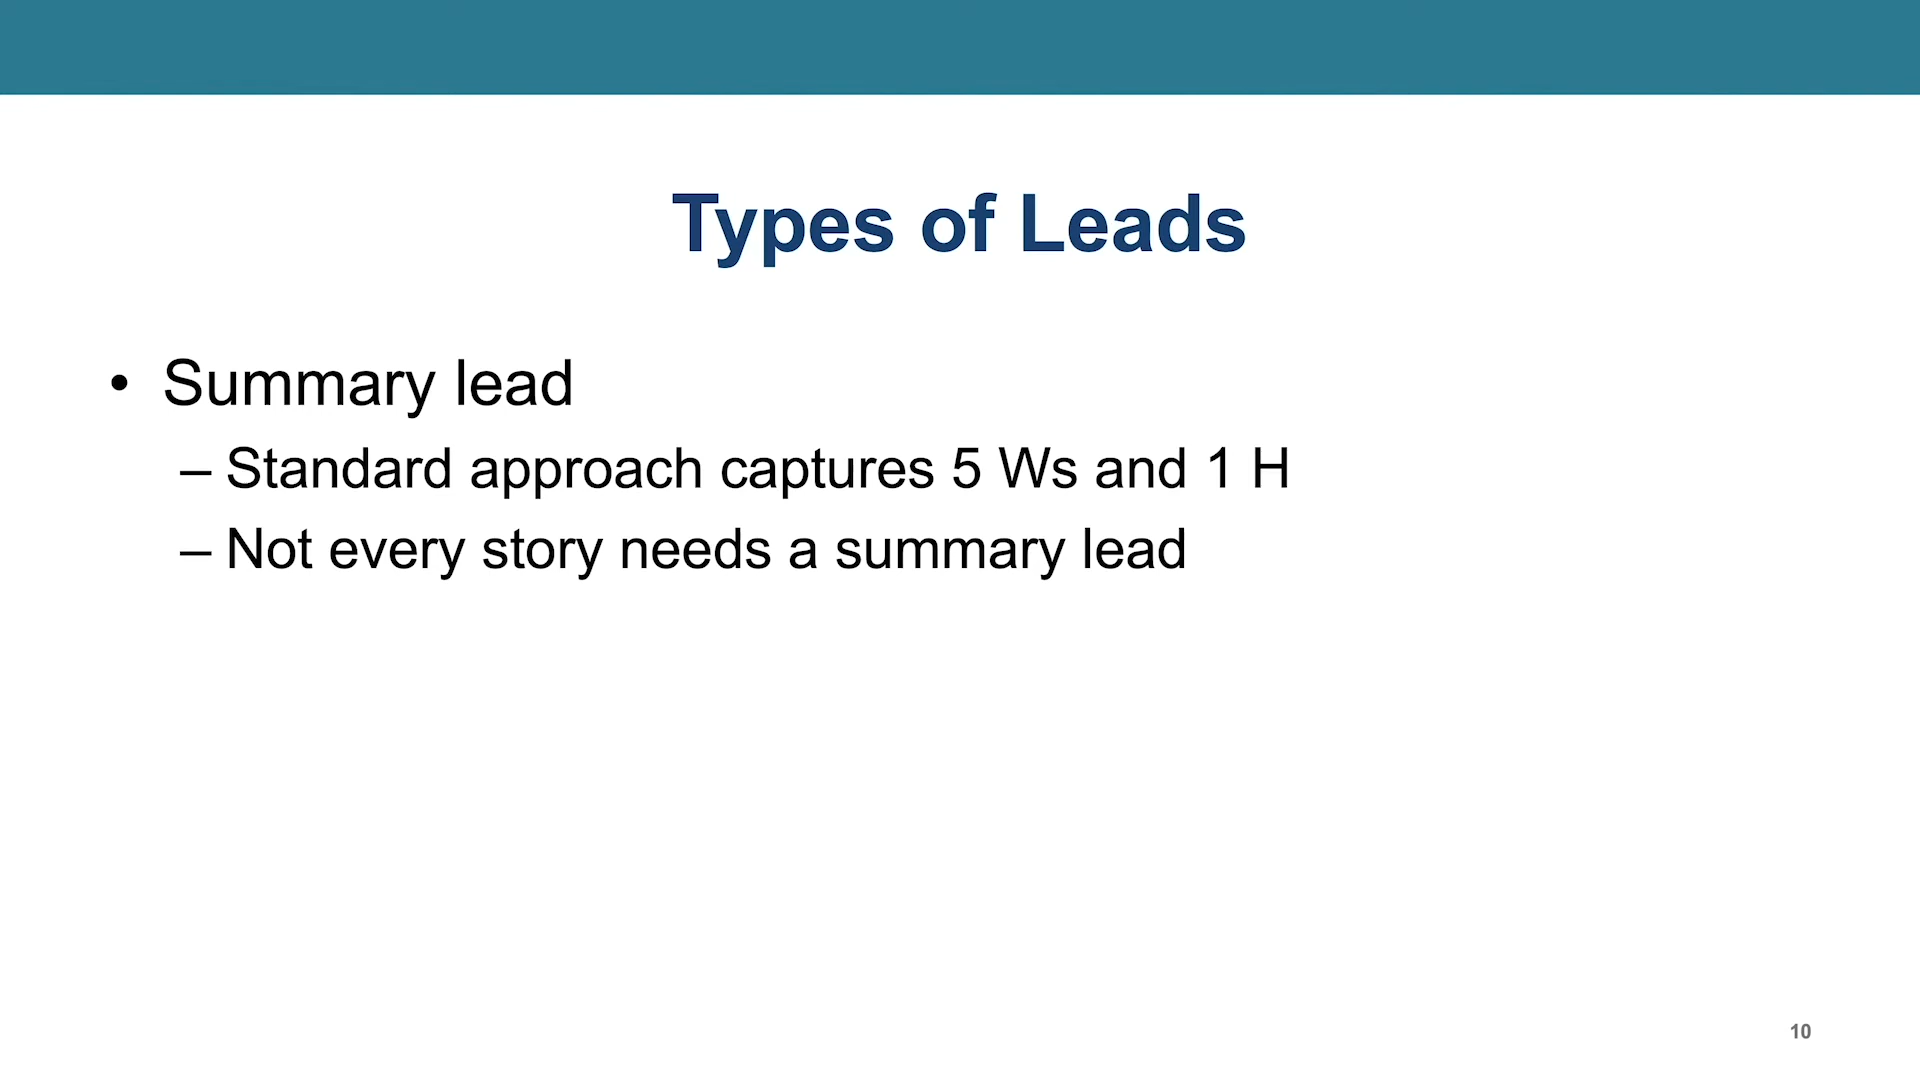 Types of Leads
• Summary lead
– Standard approach captures 5 Ws and 1 H
– Not every story needs a summary lead
10